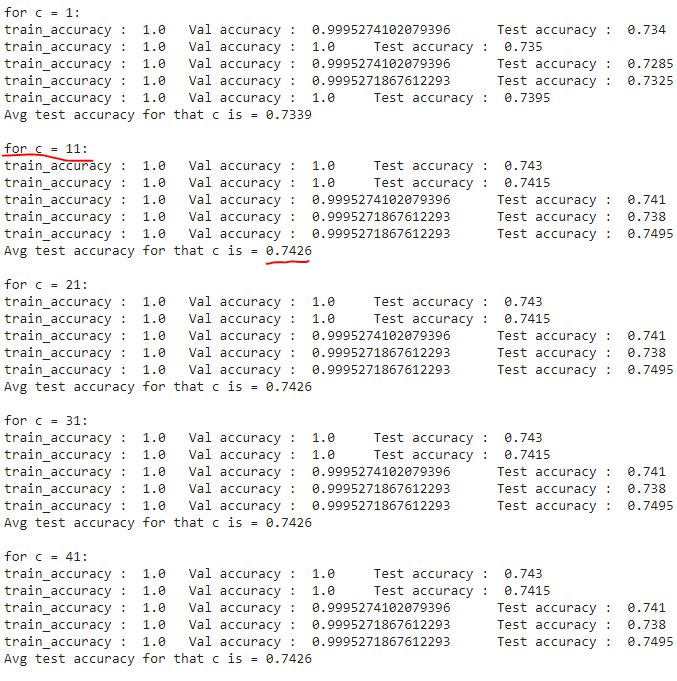 for c = 1:
train_accuracy :  1.0   Val accuracy :  0.9995274102079396      Test accuracy :  0.734
train_accuracy :  1.0   Val accuracy :  1.0     Test accuracy :  0.735
train_accuracy :  1.0   Val accuracy :  0.9995274102079396      Test accuracy :  0.7285
train_accuracy :  1.0   Val accuracy :  0.9995271867612293      Test accuracy :  0.7325
train_accuracy :  1.0   Val accuracy :  1.0     Test accuracy :  0.7395
Avg test accuracy for that c is = 0.7339
for c = 11:
train_accuracy :  1.0   Val accuracy :  1.0     Test accuracy :  0.743
train_accuracy :  1.0   Val accuracy :  1.0     Test accuracy :  0.7415
train_accuracy :  1.0   Val accuracy :  0.9995274102079396      Test accuracy :  0.741
train_accuracy :  1.0   Val accuracy :  0.9995271867612293      Test accuracy :  0.738
train_accuracy :  1.0   Val accuracy :  0.9995271867612293      Test accuracy :  0.7495
Avg test accuracy for that c is = 0.7426
for c = 21:
train_accuracy :  1.0   Val accuracy :  1.0     Test accuracy :  0.743
train_accuracy :  1.0   Val accuracy :  1.0     Test accuracy :  0.7415
train_accuracy :  1.0   Val accuracy :  0.9995274102079396      Test accuracy :  0.741
train_accuracy :  1.0   Val accuracy :  0.9995271867612293      Test accuracy :  0.738
train_accuracy :  1.0   Val accuracy :  0.9995271867612293      Test accuracy :  0.7495
Avg test accuracy for that c is = 0.7426
for c = 31:
train_accuracy :  1.0   Val accuracy :  1.0     Test accuracy :  0.743
train_accuracy :  1.0   Val accuracy :  1.0     Test accuracy :  0.7415
train_accuracy :  1.0   Val accuracy :  0.9995274102079396      Test accuracy :  0.741
train_accuracy :  1.0   Val accuracy :  0.9995271867612293      Test accuracy :  0.738
train_accuracy :  1.0   Val accuracy :  0.9995271867612293      Test accuracy :  0.7495
Avg test accuracy for that c is = 0.7426
for c = 41:
train_accuracy :  1.0   Val accuracy :  1.0     Test accuracy :  0.743
train_accuracy :  1.0   Val accuracy :  1.0     Test accuracy :  0.7415
train_accuracy :  1.0   Val accuracy :  0.9995274102079396      Test accuracy :  0.741
train_accuracy :  1.0   Val accuracy :  0.9995271867612293      Test accuracy :  0.738
train_accuracy :  1.0   Val accuracy :  0.9995271867612293      Test accuracy :  0.7495
Avg test accuracy for that c is = 0.7426